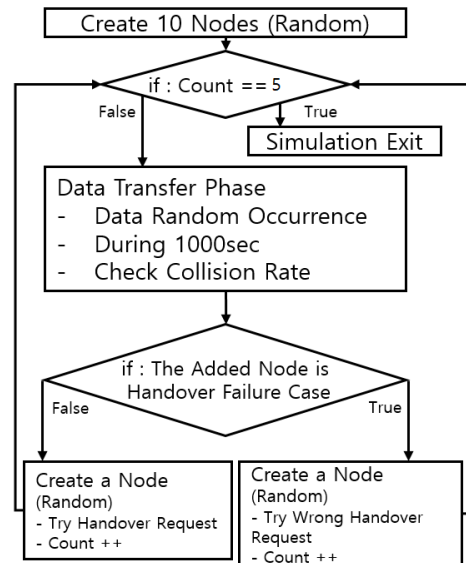 Create 10 Nodes (Random)
if : Count == 5
False
True
Simulation Exit
Data Transfer Phase
- Data Random Occurrence
- During 1000sec
- Check Collision Rate
if : The Added Node is
Handover Failure Case
False
True
Create a Node
(Random)
- Try Handover Request
- Count ++
Create a Node
(Random)
- Try Wrong Handover
Request
- Count ++